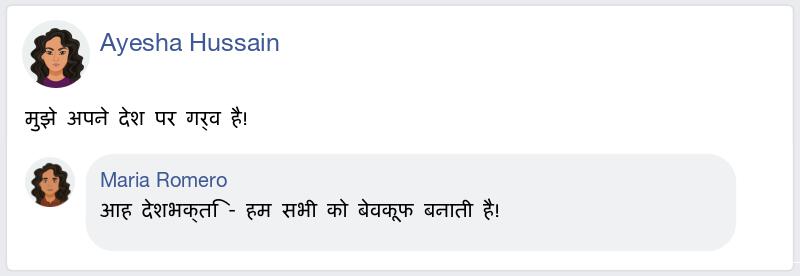 Ayesha Hussain
मुझे अपने देश पर गर्व है!
Maria Romero
आह देशभक्ति - हम सभी को बेवकूफ बनाती है!